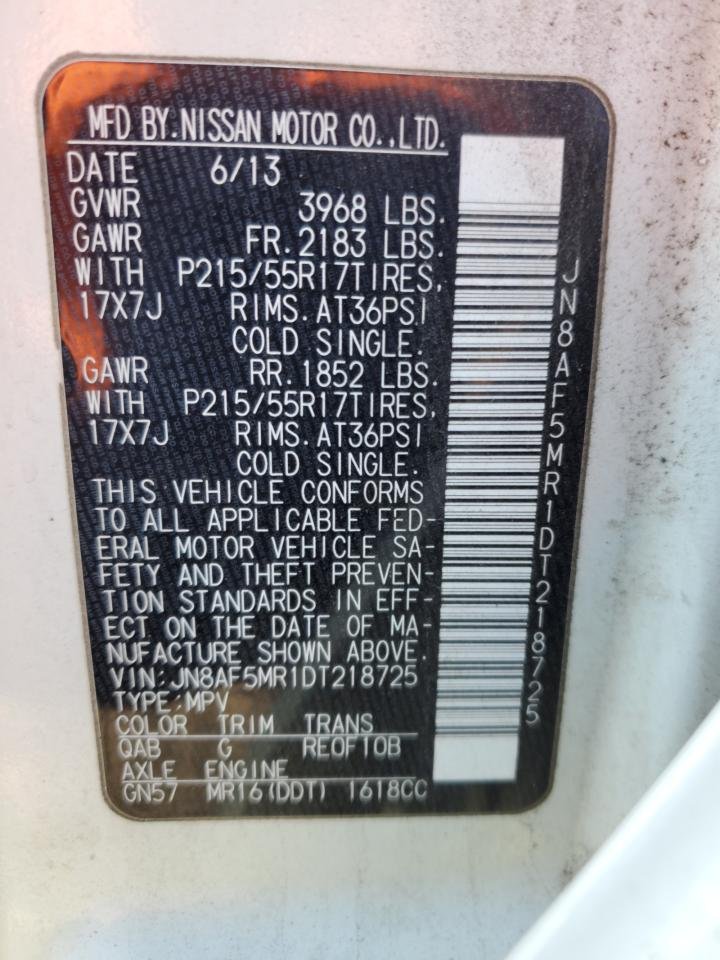 MFD BY.NISSAN MOTOR CO.,LTD.
DATE 6/13
GVWR 3968 LBS.
GAWR FR.2183 LBS.
WITH P215/55R17TIRES,
17X7J RIMS.AT36PSI
COLD SINGLE.
GAWR RR.1852 LBS.
WITH P215/55R17TIRES,
17X7J RIMS.AT36PSI
COLD SINGLE.
THIS VEHICLE CONFORMS
TO ALL APPLICABLE FED-
ERAL MOTOR VEHICLE SA-
FETY AND THEFT PREVEN-
TION STANDARDS IN EFF-
ECT ON THE DATE OF MA-
NUFACTURE SHOWN ABOVE.
VIN:JN8AF5MR1DT218725
TYPE:MPV
COLOR TRIM TRANS
QAB G RE0F10B
AXLE ENGINE
GN57 MR16(DDT) 1618CC
JN8AF5MR1DT218725